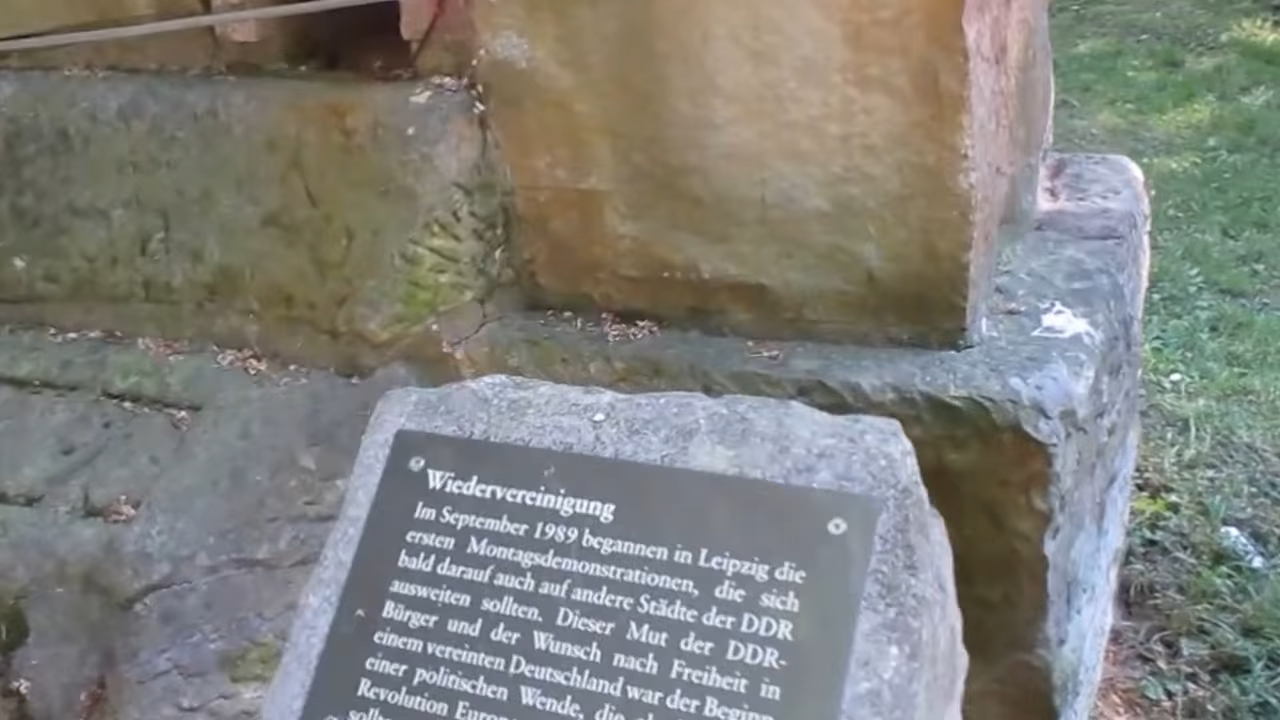 Wiedervereinigung
Im September 1989 begannen in Leipzig die
ersten Montagsdemonstrationen, die sich
bald darauf auch auf andere Städte der DDR
ausweiten sollten. Dieser Mut der DDR-
Bürger und der Wunsch nach Freiheit in
einem vereinten Deutschland war der Beginn
einer politischen Wende, die
Revolution